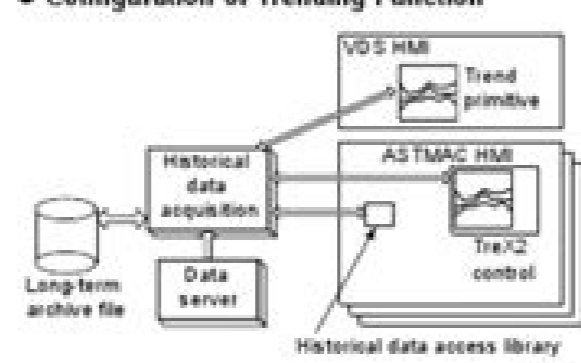 • Configuration of Trending Function
VDS HMI
Trend
primitive
ASTMAC HMI
Historical
data
acquisition
TreX2
control
Long-term
archive file
Data
server
Historical data access library